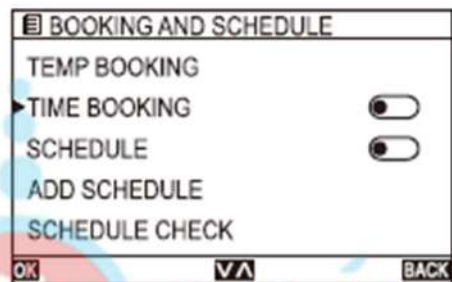 BOOKING AND SCHEDULE
TEMP BOOKING
TIME BOOKING
SCHEDULE
ADD SCHEDULE
SCHEDULE CHECK
OK BACK